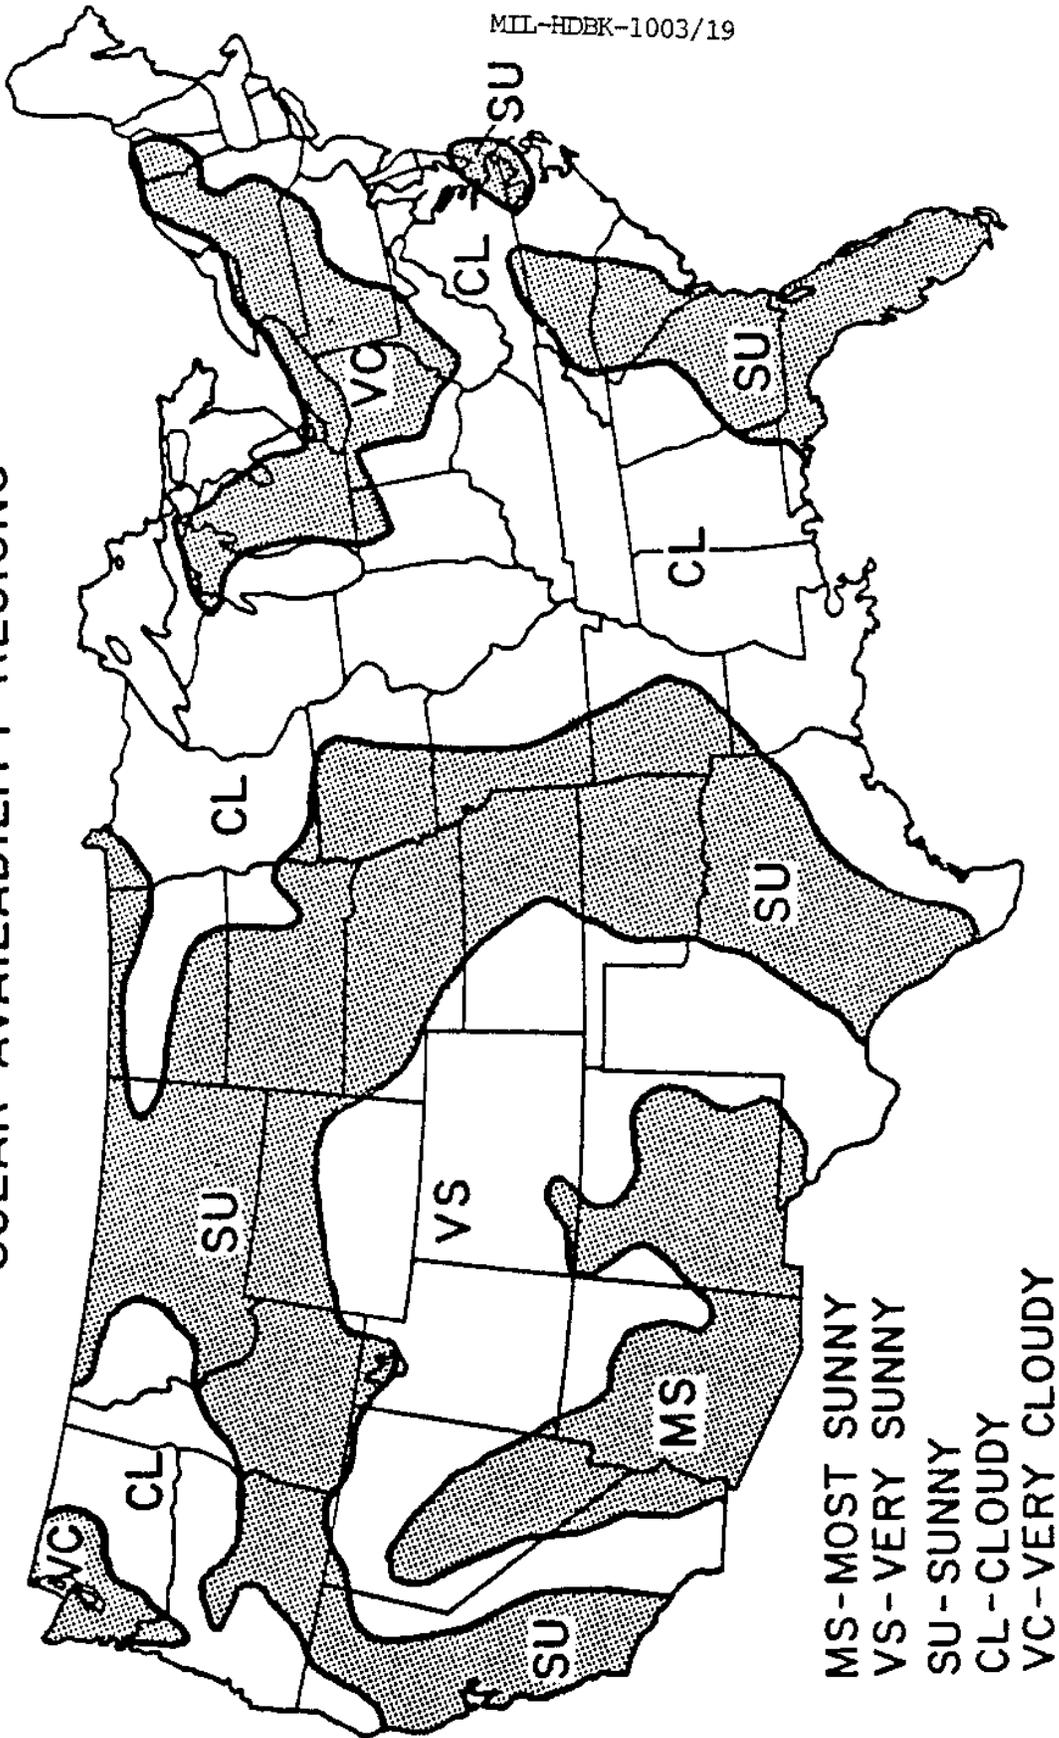 MIL-HDBK-1003/19
SOLAR AVAILABILITY REGIONS
VC
CL
SU
CL
VC
CL
SU
VS
SU
MS
SU
CL
SU
MS-MOST SUNNY
VS-VERY SUNNY
SU-SUNNY
CL-CLOUDY
VC-VERY CLOUDY